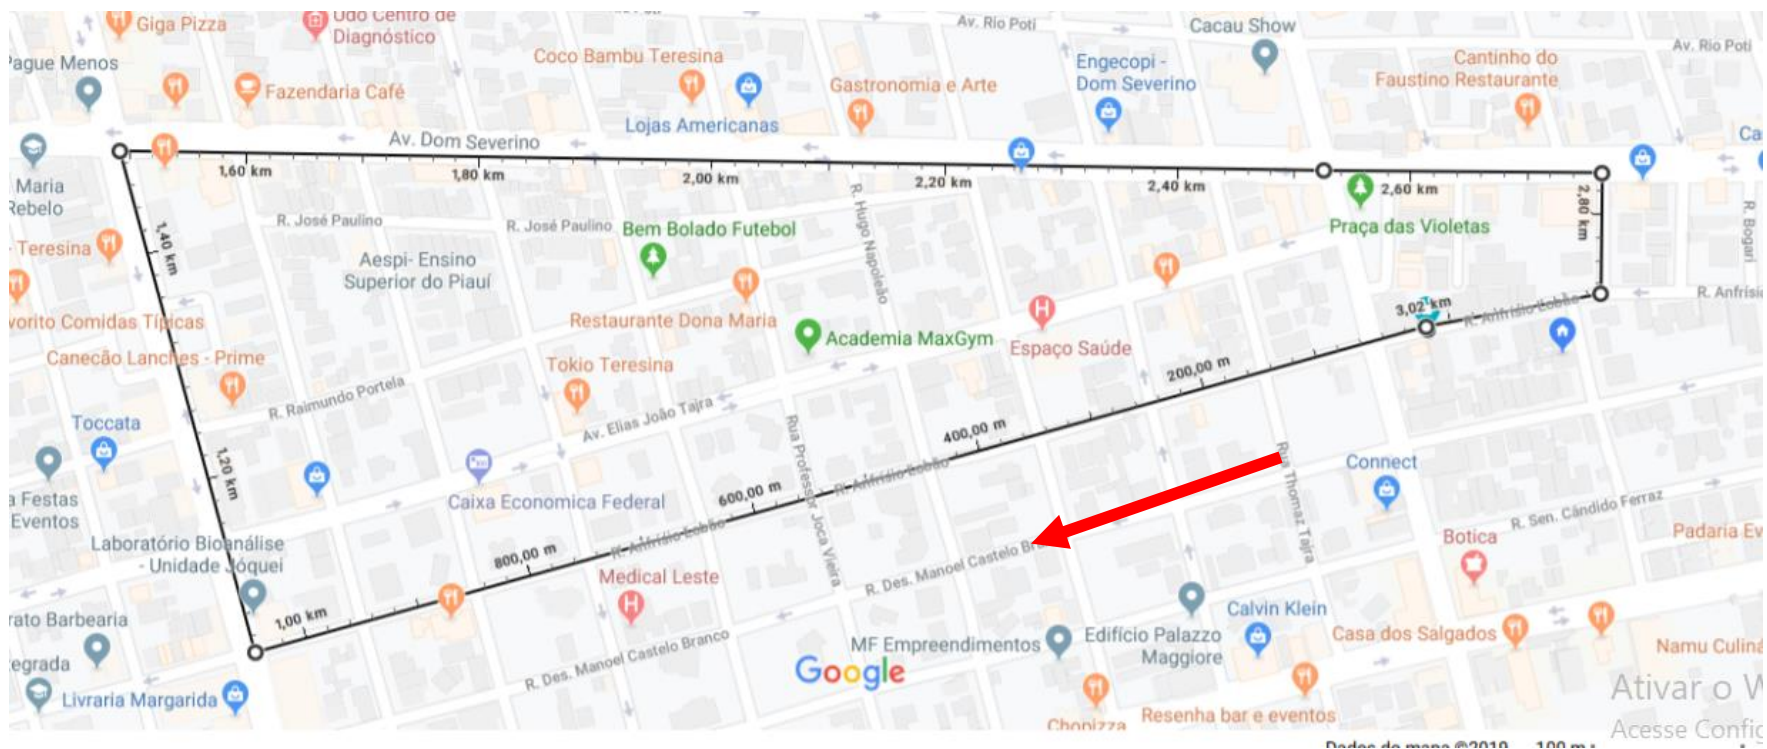 Giga Pizza
Udo Centro de
Diagnóstico
Av. Rio Poti
Cacau Show
Av. Rio Poti
Pague Menos
Coco Bambu Teresina
Engecopi -
Dom Severino
Cantinho do
Faustino Restaurante
Fazendaria Café
Gastronomia e Arte
Lojas Americanas
Av. Dom Severino
1,60 km
1,80 km
2,00 km
2,20 km
2,40 km
2,60 km
2,80 km
Maria
Rebelo
R. José Paulino
R. José Paulino
Bem Bolado Futebol
R. Hugo Napoleão
Praça das Violetas
R. Bogari
1,40 km
- Teresina
Aespi- Ensino
Superior do Piauí
R. Anfrísio
3,02 km
R. Anfrísio Lobão
vorito Comidas Típicas
Restaurante Dona Maria
Academia MaxGym
Espaço Saúde
Canecão Lanches - Prime
Tokio Teresina
200,00 m
R. Raimundo Portela
Av. Elias João Tajra
Toccata
400,00 m
Rua Professor Joca Vieira
Rua Thomaz Tajra
Connect
1,20 km
R. Anfrísio Lobão
a Festas
Eventos
Caixa Economica Federal
600,00 m
R. Sen. Cândido Ferraz
Padaria Ev
Botica
Laboratório Bioanálise
- Unidade Jóquei
R. Anfrísio Lobão
800,00 m
R. Des. Manoel Castelo Bra
Medical Leste
1,00 km
rato Barbearia
Calvin Klein
Edifício Palazzo
Maggiore
Casa dos Salgados
MF Empreendimentos
Namu Culiná
egrada
R. Des. Manoel Castelo Branco
Google
Livraria Margarida
Chopizza
Resenha bar e eventos
Ativar o W
Acesse Config
Dados do mapa ©2019
100 m